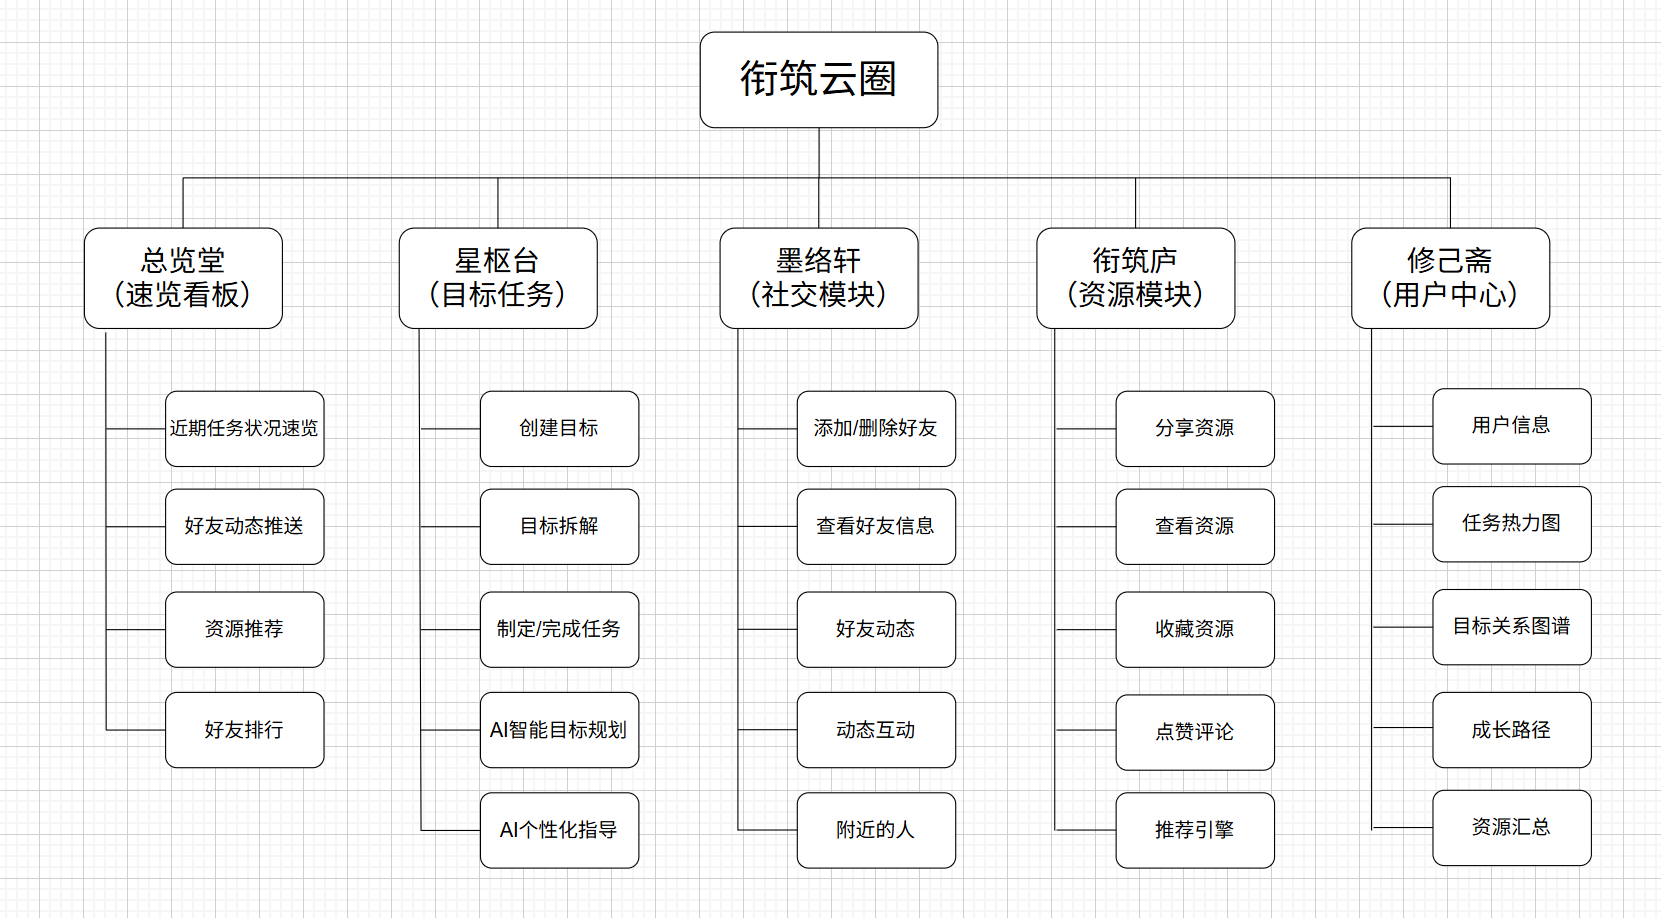 衔筑云圈
总览堂
（速览看板）
近期任务状况速览
好友动态推送
资源推荐
好友排行
星枢台
（目标任务）
创建目标
目标拆解
制定/完成任务
AI智能目标规划
AI个性化指导
墨络轩
（社交模块）
添加/删除好友
查看好友信息
好友动态
动态互动
附近的人
衔筑庐
（资源模块）
分享资源
查看资源
收藏资源
点赞评论
推荐引擎
修己斋
（用户中心）
用户信息
任务热力图
目标关系图谱
成长路径
资源汇总